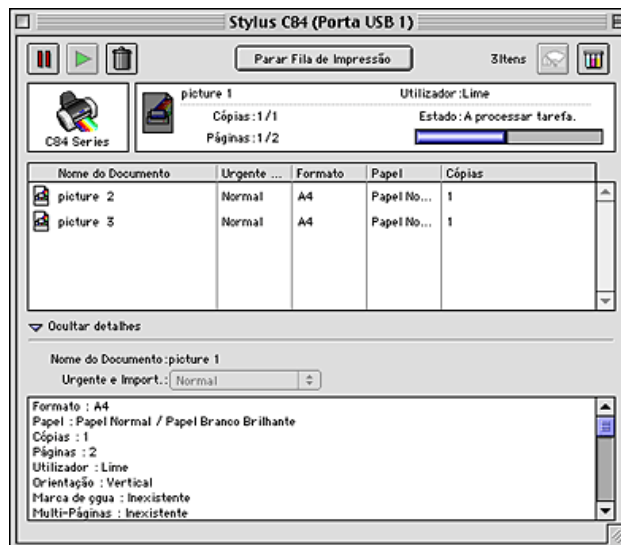 Stylus C84 (Porta USB 1)
Parar Fila de Impressão
3Itens
C84 Series
picture 1
Utilizador :Lime
Cópias :1/1
Estado: A processar tarefa.
Páginas :1/2
Nome do Documento Urgente ... Formato Papel Cópias
picture 2 Normal A4 Papel No... 1
picture 3 Normal A4 Papel No... 1
Ocultar detalhes
Nome do Documento :picture 1
Urgente e Import.: Normal
Formato : A4
Papel : Papel Normal / Papel Branco Brilhante
Cópias : 1
Páginas : 2
Utilizador : Lime
Orientação : Vertical
Marca de çgua : Inexistente
Multi-Páginas : Inexistente